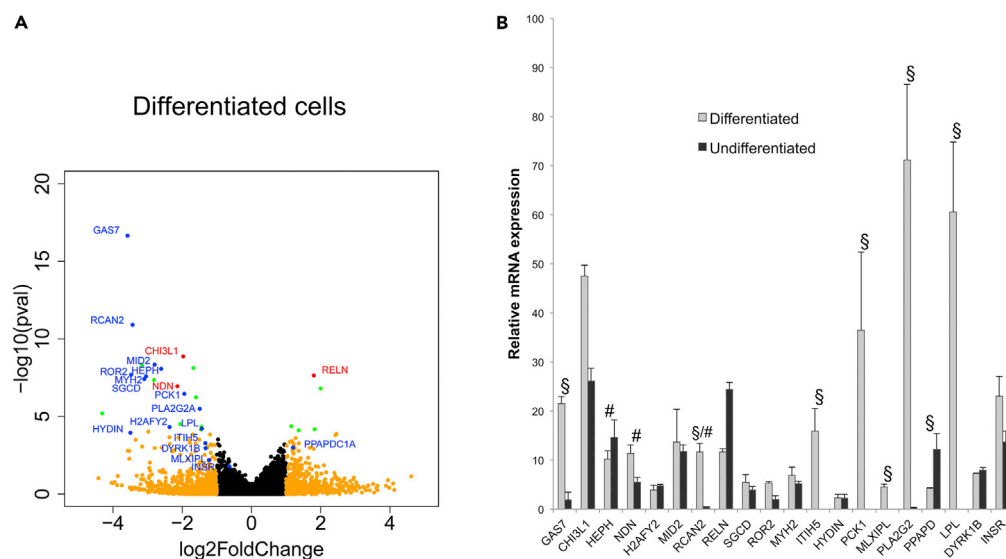 A
Differentiated cells
20
15
10
5
0
−log10(pval)
GAS7
RCAN2
CHI3L1
MID2
HEPH
ROR2
MYH2
SGCD
NDN
RELN
PCK1
PLA2G2A
H2AFY2
LPL
HYDIN
ITIH5
DYRK1B
PPAPDC1A
MLXIPL
INSR
−4
−2
0
2
4
log2FoldChange
B
Relative mRNA expression
100
90
80
70
60
50
40
30
20
10
0
Differentiated
Undifferentiated
§
#
#
§/#
§
§
§
§
§
§
GAS7
CHI3L1
HEPH
NDN
H2AFY2
MID2
RCAN2
RELN
SGCD
ROR2
MYH2
ITIH5
HYDIN
PCK1
MLXIPL
PLA2G2
PPAPD
LPL
DYRK1B
INSR